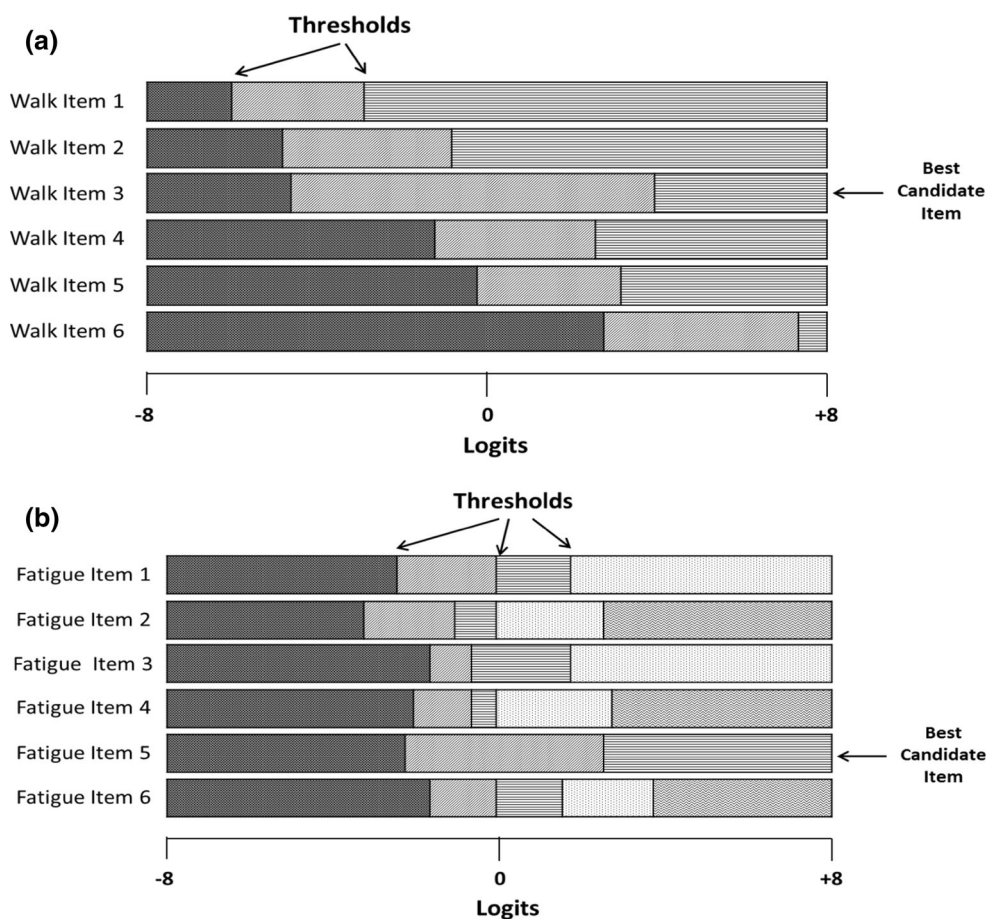 (a)
Thresholds
Walk Item 1
Walk Item 2
Walk Item 3
Best
Candidate
Item
Walk Item 4
Walk Item 5
Walk Item 6
-8 0 +8
Logits
(b)
Thresholds
Fatigue Item 1
Fatigue Item 2
Fatigue Item 3
Fatigue Item 4
Fatigue Item 5
Best
Candidate
Item
Fatigue Item 6
-8 0 +8
Logits